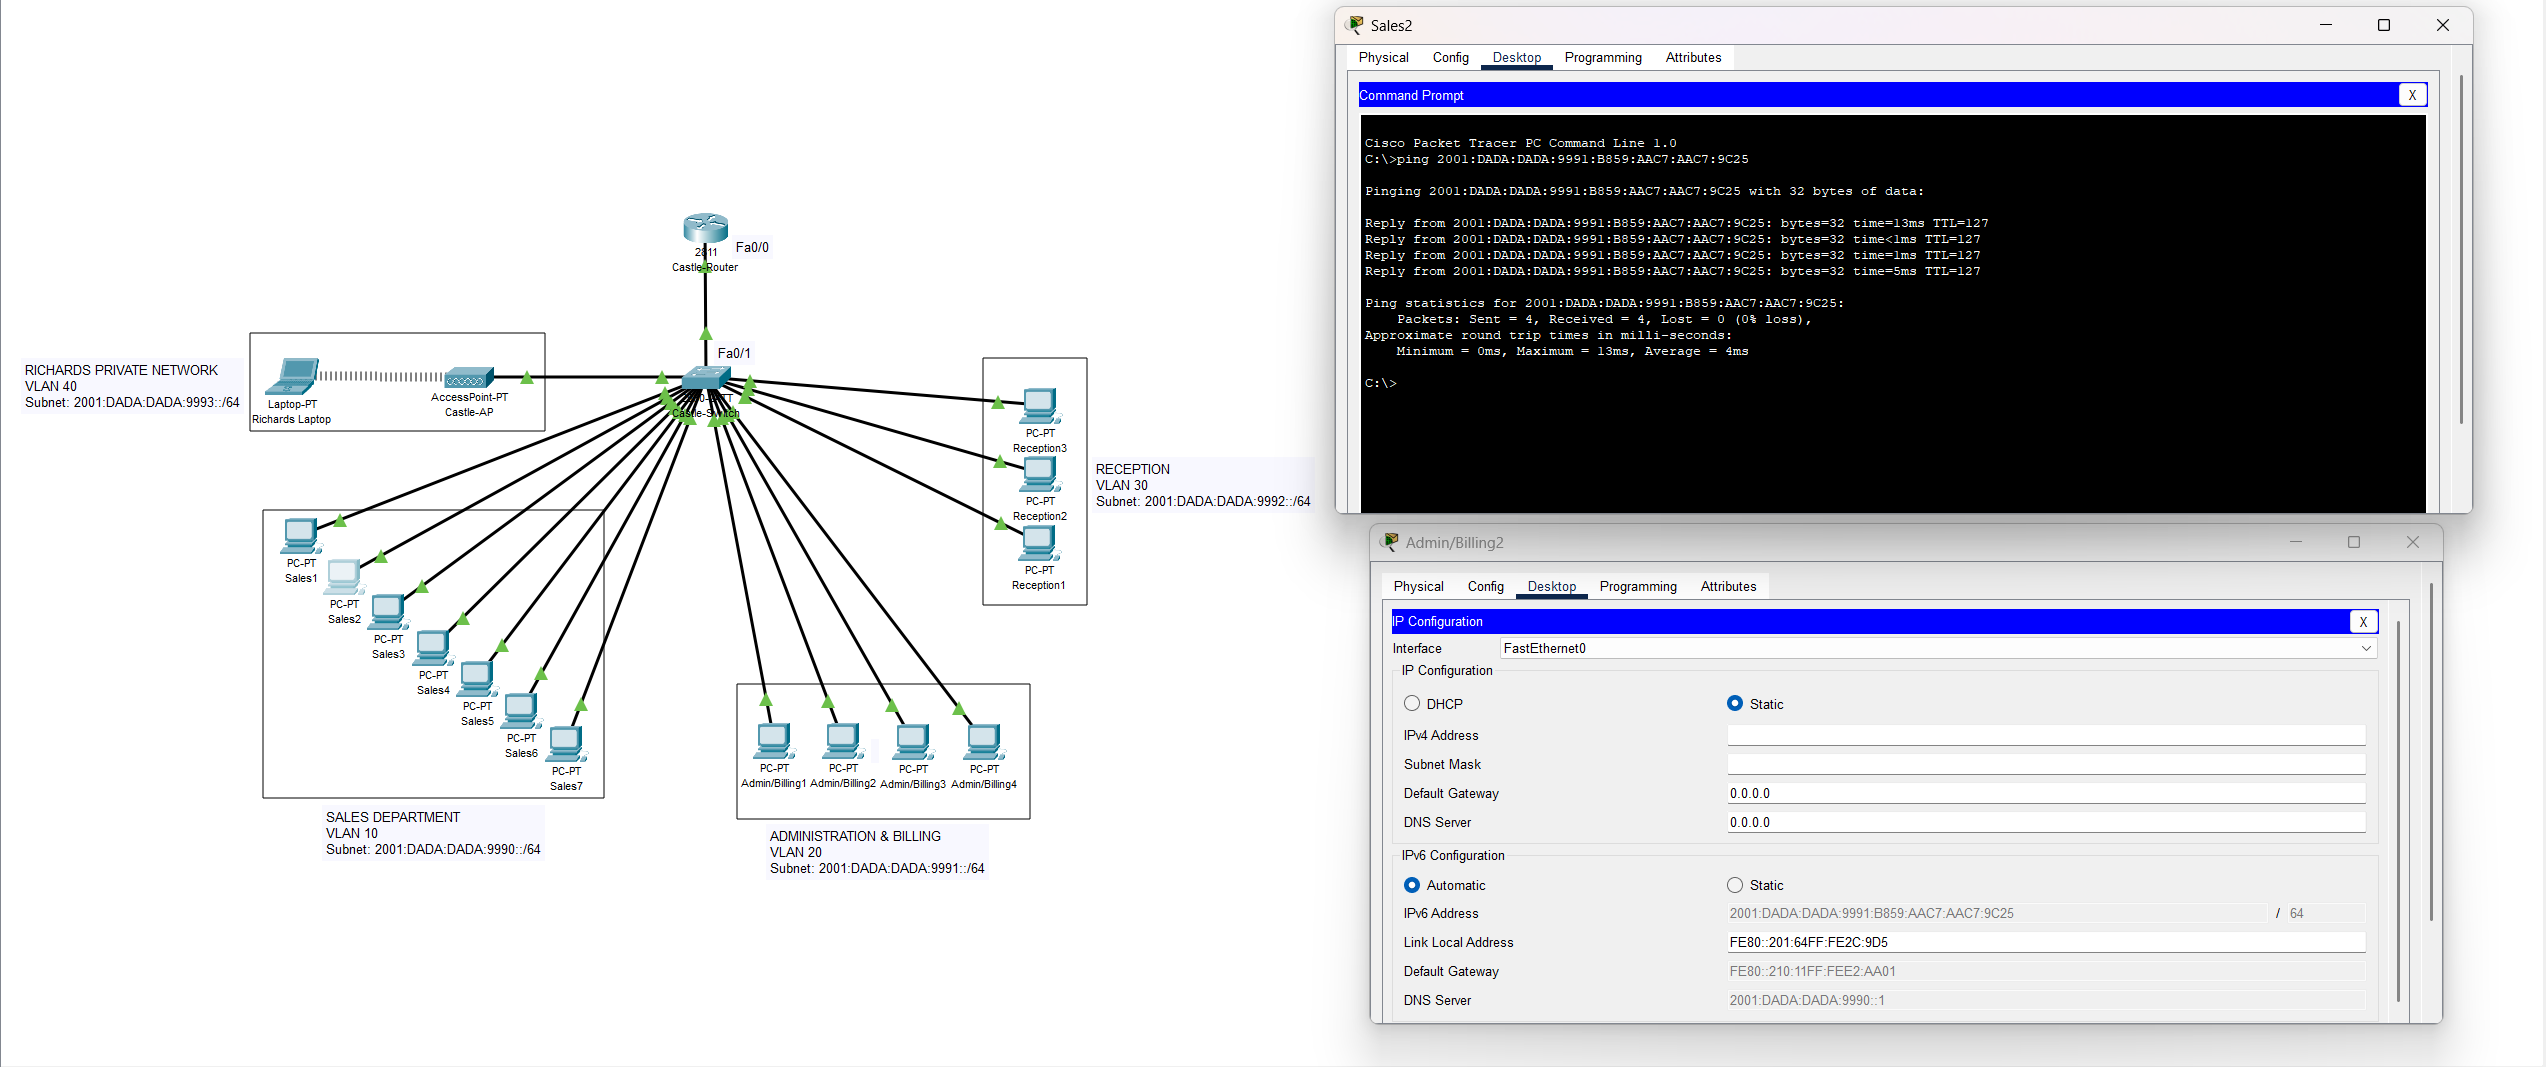 2811
Castle-Router
Fa0/0
Fa0/1
Castle-Switch
RICHARDS PRIVATE NETWORK
VLAN 40
Subnet: 2001:DADA:DADA:9993::/64
Laptop-PT
Richards Laptop
AccessPoint-PT
Castle-AP
PC-PT
Reception3
PC-PT
Reception2
PC-PT
Reception1
RECEPTION
VLAN 30
Subnet: 2001:DADA:DADA:9992::/64
PC-PT
Sales1
PC-PT
Sales2
PC-PT
Sales3
PC-PT
Sales4
PC-PT
Sales5
PC-PT
Sales6
PC-PT
Sales7
SALES DEPARTMENT
VLAN 10
Subnet: 2001:DADA:DADA:9990::/64
PC-PT
Admin/Billing1
PC-PT
Admin/Billing2
PC-PT
Admin/Billing3
PC-PT
Admin/Billing4
ADMINISTRATION & BILLING
VLAN 20
Subnet: 2001:DADA:DADA:9991::/64
Sales2
Physical Config Desktop Programming Attributes
Command Prompt X
Cisco Packet Tracer PC Command Line 1.0
C:\>ping 2001:DADA:DADA:9991:B859:AAC7:AAC7:9C25
Pinging 2001:DADA:DADA:9991:B859:AAC7:AAC7:9C25 with 32 bytes of data:
Reply from 2001:DADA:DADA:9991:B859:AAC7:AAC7:9C25: bytes=32 time=13ms TTL=127
Reply from 2001:DADA:DADA:9991:B859:AAC7:AAC7:9C25: bytes=32 time<1ms TTL=127
Reply from 2001:DADA:DADA:9991:B859:AAC7:AAC7:9C25: bytes=32 time=1ms TTL=127
Reply from 2001:DADA:DADA:9991:B859:AAC7:AAC7:9C25: bytes=32 time=5ms TTL=127
Ping statistics for 2001:DADA:DADA:9991:B859:AAC7:AAC7:9C25:
Packets: Sent = 4, Received = 4, Lost = 0 (0% loss),
Approximate round trip times in milli-seconds:
Minimum = 0ms, Maximum = 13ms, Average = 4ms
C:\>
Admin/Billing2
Physical Config Desktop Programming Attributes
IP Configuration X
Interface FastEthernet0
IP Configuration
DHCP Static
IPv4 Address
Subnet Mask
Default Gateway 0.0.0.0
DNS Server 0.0.0.0
IPv6 Configuration
Automatic Static
IPv6 Address 2001:DADA:DADA:9991:B859:AAC7:AAC7:9C25 / 64
Link Local Address FE80::201:64FF:FE2C:9D5
Default Gateway FE80::210:11FF:FEE2:AA01
DNS Server 2001:DADA:DADA:9990::1